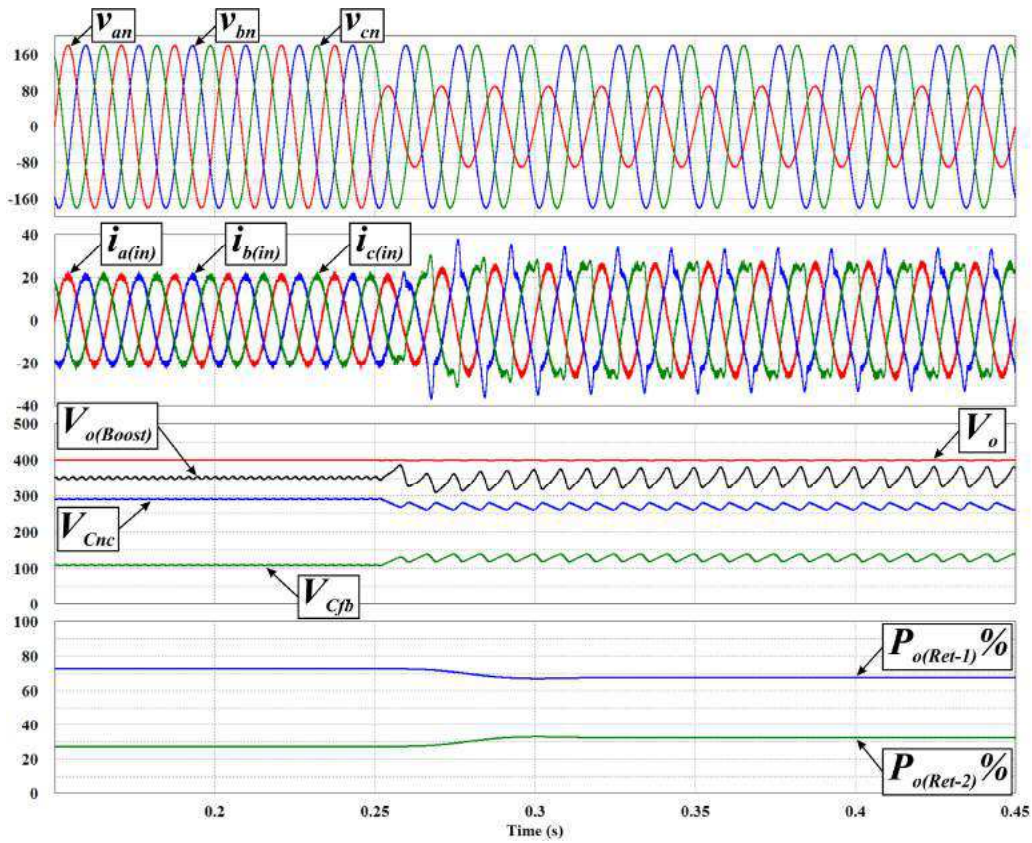 v_an v_bn v_cn
160
80
0
-80
-160
i_a(in) i_b(in) i_c(in)
40
20
0
-20
-40
V_o(Boost) V_o
500
400
300
200
100
0
V_Cnc
V_Cfb
100
80
60
40
20
0
P_o(Ret-1)%
P_o(Ret-2)%
0.2 0.25 0.3 0.35 0.4 0.45
Time (s)